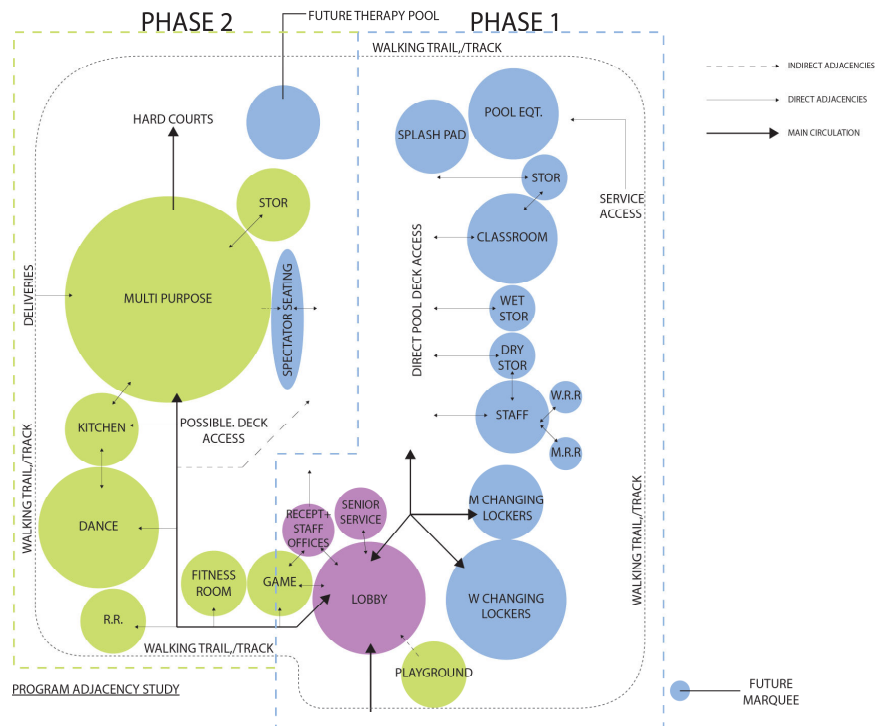 PHASE 2
FUTURE THERAPY POOL
PHASE 1
WALKING TRAIL,/TRACK
INDIRECT ADJACENCIES
DIRECT ADJACENCIES
MAIN CIRCULATION
HARD COURTS
SPLASH PAD
POOL EQT.
STOR
SERVICE
ACCESS
STOR
CLASSROOM
DELIVERIES
MULTI PURPOSE
SPECTATOR SEATING
DIRECT POOL DECK ACCESS
WET
STOR
DRY
STOR
KITCHEN
POSSIBLE. DECK
ACCESS
STAFF
W.R.R
M.R.R
WALKING TRAIL,/TRACK
DANCE
RECEPT+
STAFF
OFFICES
SENIOR
SERVICE
M CHANGING
LOCKERS
WALKING TRAIL,/TRACK
FITNESS
ROOM
GAME
LOBBY
W CHANGING
LOCKERS
R.R.
WALKING TRAIL,/TRACK
PLAYGROUND
PROGRAM ADJACENCY STUDY
FUTURE
MARQUEE